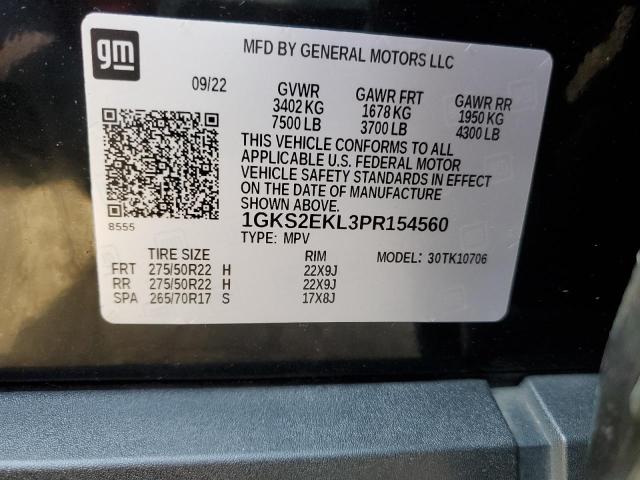 gm
MFD BY GENERAL MOTORS LLC
09/22 GVWR GAWR FRT GAWR RR
3402 KG 1678 KG 1950 KG
7500 LB 3700 LB 4300 LB
THIS VEHICLE CONFORMS TO ALL
APPLICABLE U.S. FEDERAL MOTOR
VEHICLE SAFETY STANDARDS IN EFFECT
ON THE DATE OF MANUFACTURE
SHOWN ABOVE.
8555
1GKS2EKL3PR154560
TYPE: MPV
TIRE SIZE RIM MODEL: 30TK10706
FRT 275/50R22 H 22X9J
RR 275/50R22 H 22X9J
SPA 265/70R17 S 17X8J